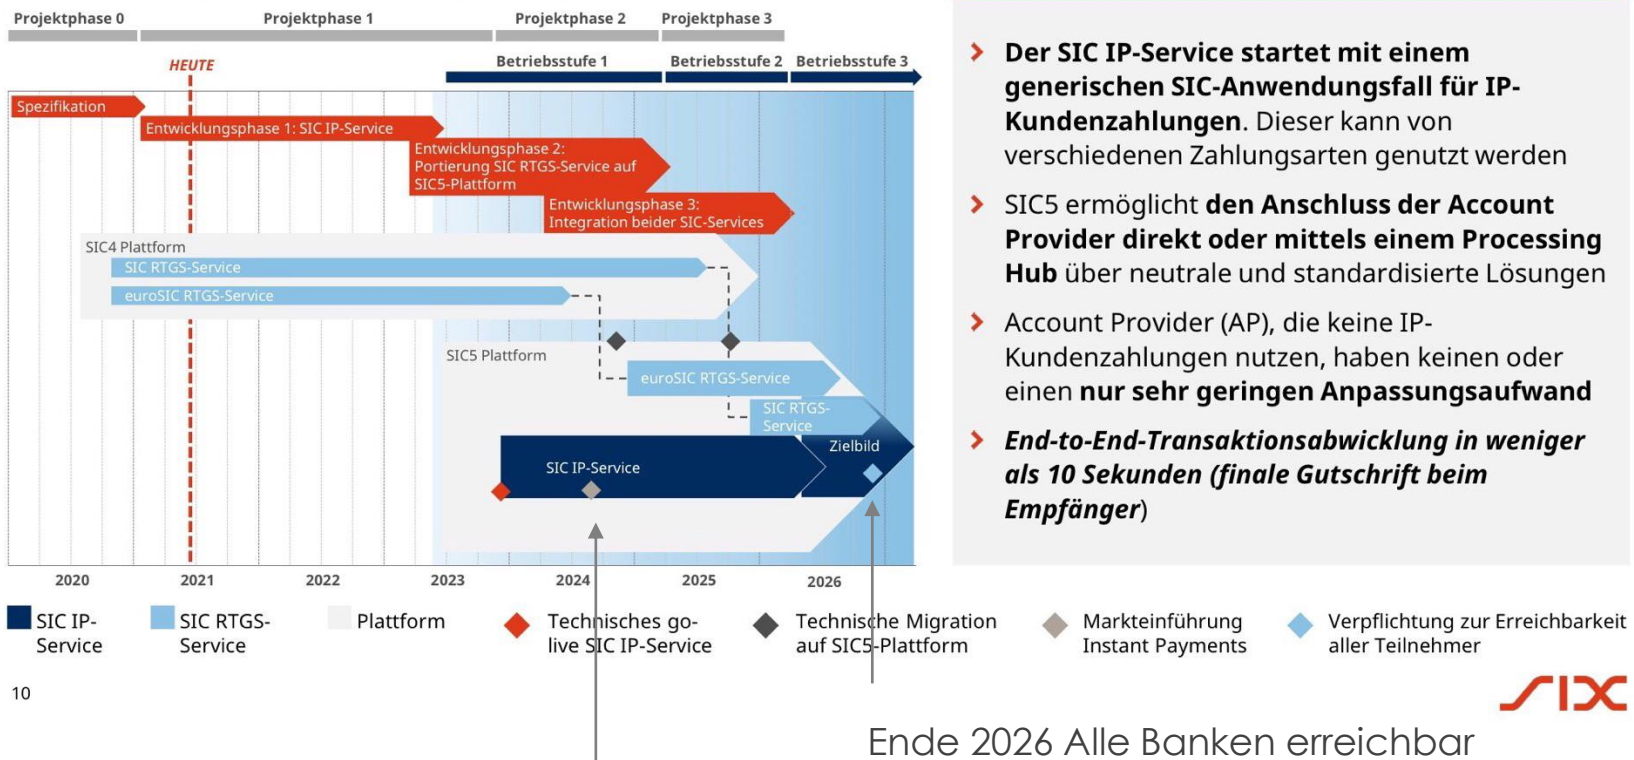 Projektphase 0
Projektphase 1
Projektphase 2
Projektphase 3
HEUTE
Betriebsstufe 1
Betriebsstufe 2
Betriebsstufe 3
Spezifikation
Entwicklungsphase 1: SIC IP-Service
Entwicklungsphase 2:
Portierung SIC RTGS-Service auf
SIC5-Plattform
Entwicklungsphase 3:
Integration beider SIC-Services
SIC4 Plattform
SIC RTGS-Service
euroSIC RTGS-Service
SIC5 Plattform
euroSIC RTGS-Service
SIC RTGS-
Service
Zielbild
SIC IP-Service
2020
2021
2022
2023
2024
2025
2026
Der SIC IP-Service startet mit einem
generischen SIC-Anwendungsfall für IP-
Kundenzahlungen. Dieser kann von
verschiedenen Zahlungsarten genutzt werden
SIC5 ermöglicht den Anschluss der Account
Provider direkt oder mittels einem Processing
Hub über neutrale und standardisierte Lösungen
Account Provider (AP), die keine IP-
Kundenzahlungen nutzen, haben keinen oder
einen nur sehr geringen Anpassungsaufwand
End-to-End-Transaktionsabwicklung in weniger
als 10 Sekunden (finale Gutschrift beim
Empfänger)
SIC IP-
Service
SIC RTGS-
Service
Plattform
Technisches go-
live SIC IP-Service
Technische Migration
auf SIC5-Plattform
Markteinführung
Instant Payments
Verpflichtung zur Erreichbarkeit
aller Teilnehmer
10
SIX
Ende 2026 Alle Banken erreichbar